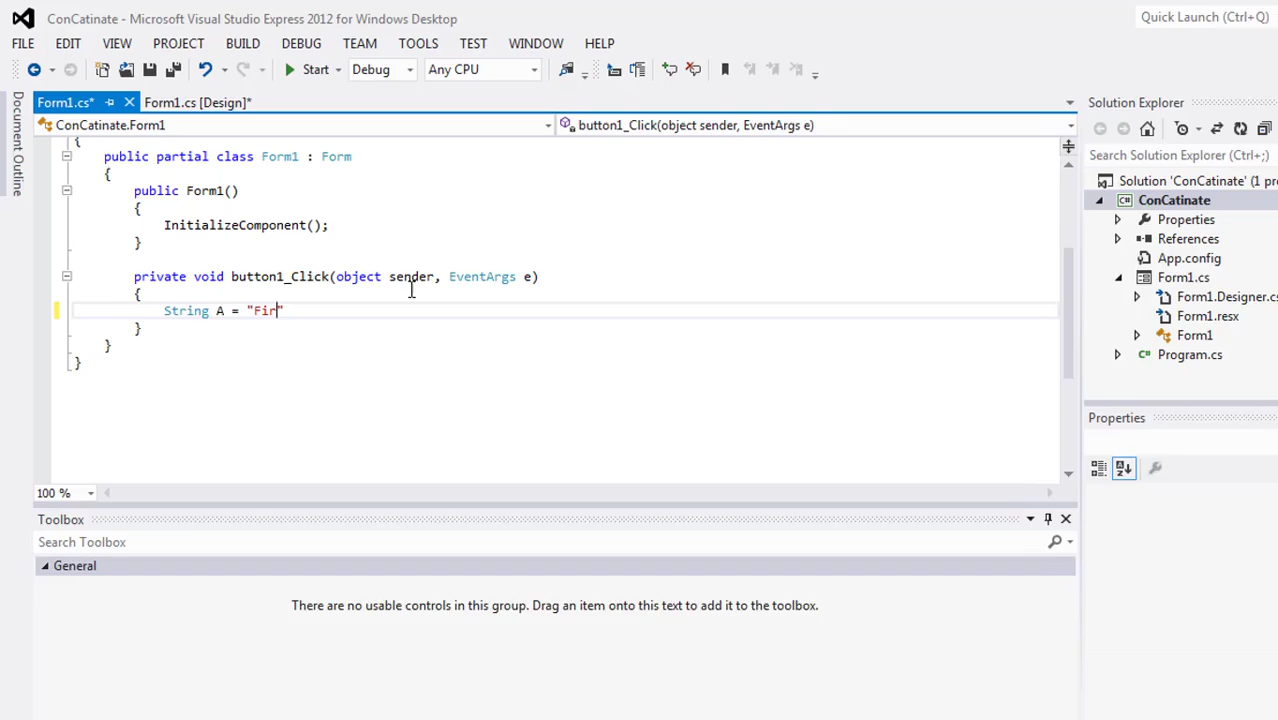 ConCatinate - Microsoft Visual Studio Express 2012 for Windows Desktop
Quick Launch (Ctrl+Q)
FILE EDIT VIEW PROJECT BUILD DEBUG TEAM TOOLS TEST WINDOW HELP
Start Debug Any CPU
Document Outline
Form1.cs* Form1.cs [Design]*
ConCatinate.Form1 button1_Click(object sender, EventArgs e)
{
public partial class Form1 : Form
{
public Form1()
{
InitializeComponent();
}
private void button1_Click(object sender, EventArgs e)
{
String A = "Fir"
}
}
}
100 %
Toolbox
Search Toolbox
General
There are no usable controls in this group. Drag an item onto this text to add it to the toolbox.
Solution Explorer
Search Solution Explorer (Ctrl+;)
Solution 'ConCatinate' (1 pr
C# ConCatinate
Properties
References
App.config
Form1.cs
Form1.Designer.cs
Form1.resx
Form1
C# Program.cs
Properties